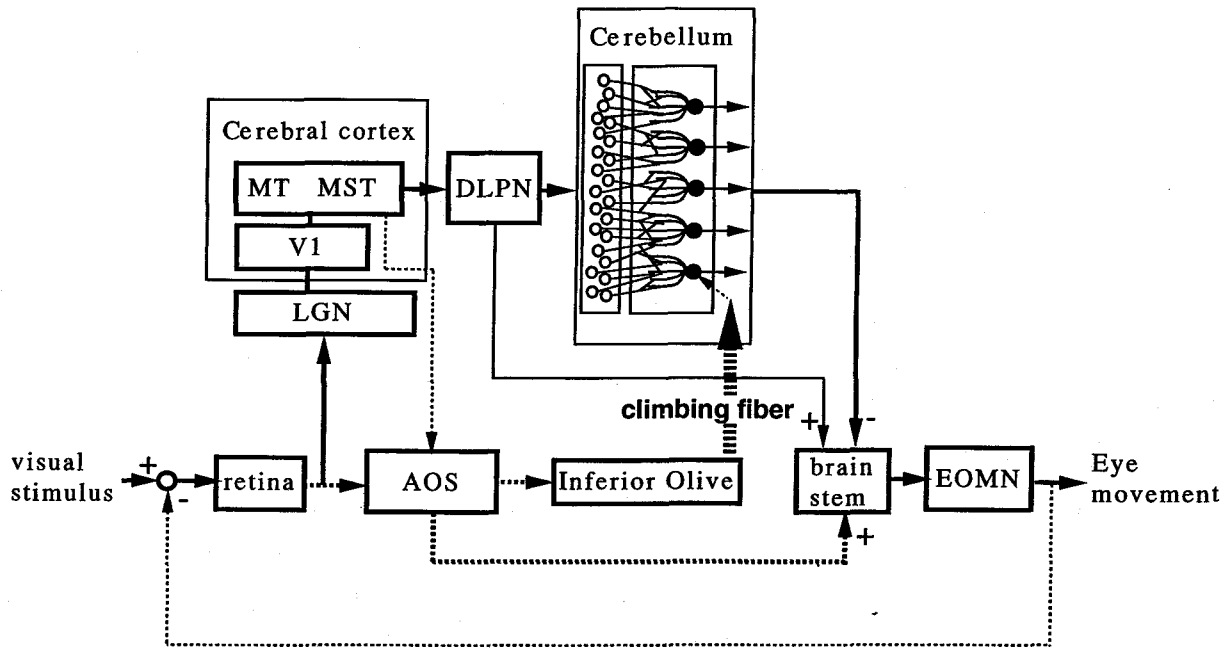 Cerebellum
Cerebral cortex
MT MST
DLPN
V1
LGN
climbing fiber
+
-
visual
stimulus
+
-
retina
AOS
Inferior Olive
brain
stem
+
EOMN
Eye
movement